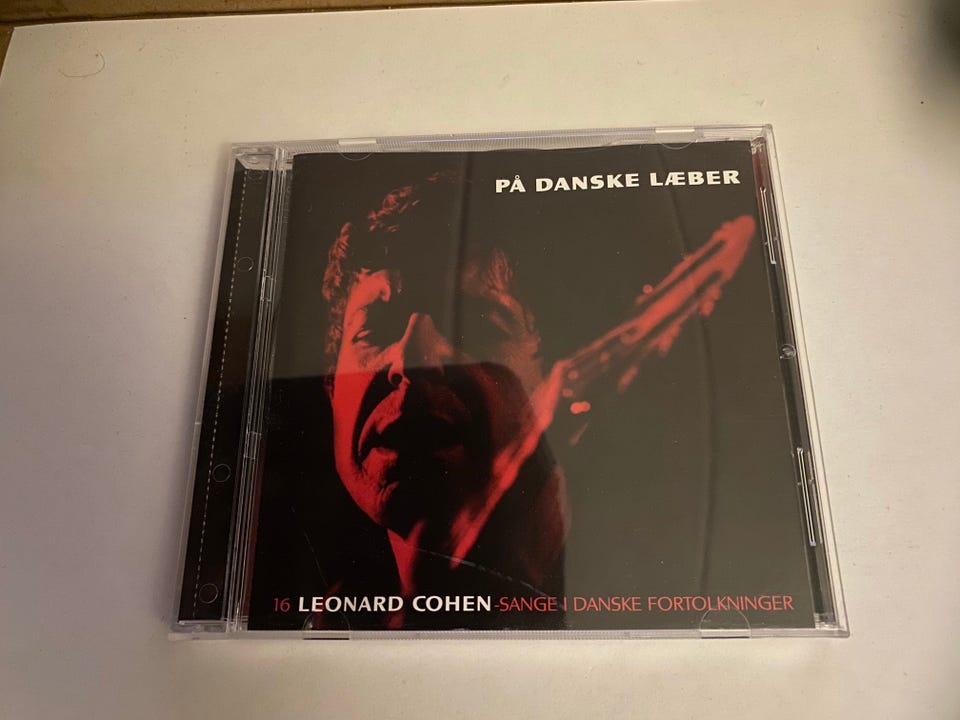 PÅ DANSKE LÆBER
16 LEONARD COHEN-SANGE I DANSKE FORTOLKNINGER